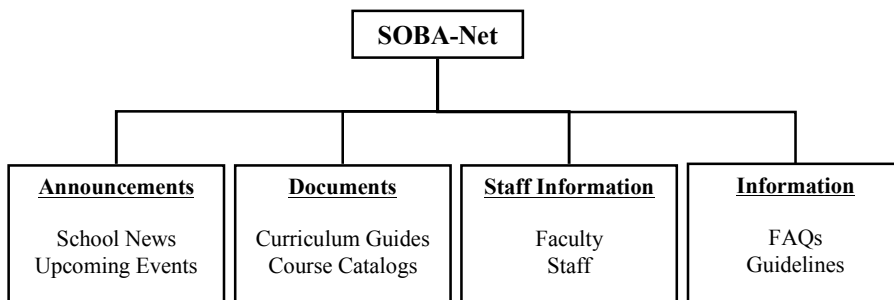 SOBA-Net
Announcements
School News
Upcoming Events
Documents
Curriculum Guides
Course Catalogs
Staff Information
Faculty
Staff
Information
FAQs
Guidelines